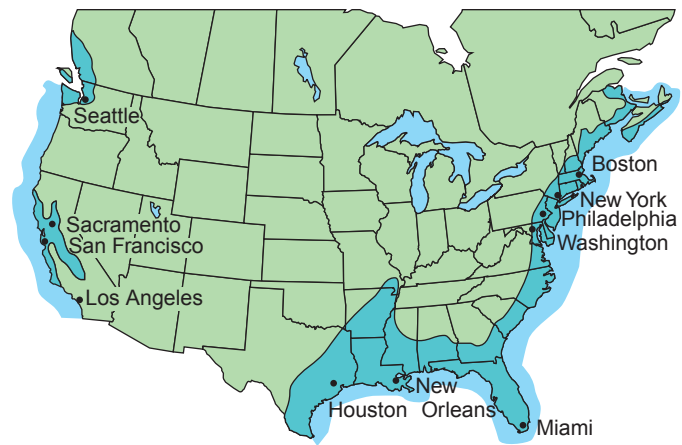 Seattle
Boston
New York
Philadelphia
Washington
Sacramento
San Francisco
Los Angeles
Houston
New
Orleans
Miami